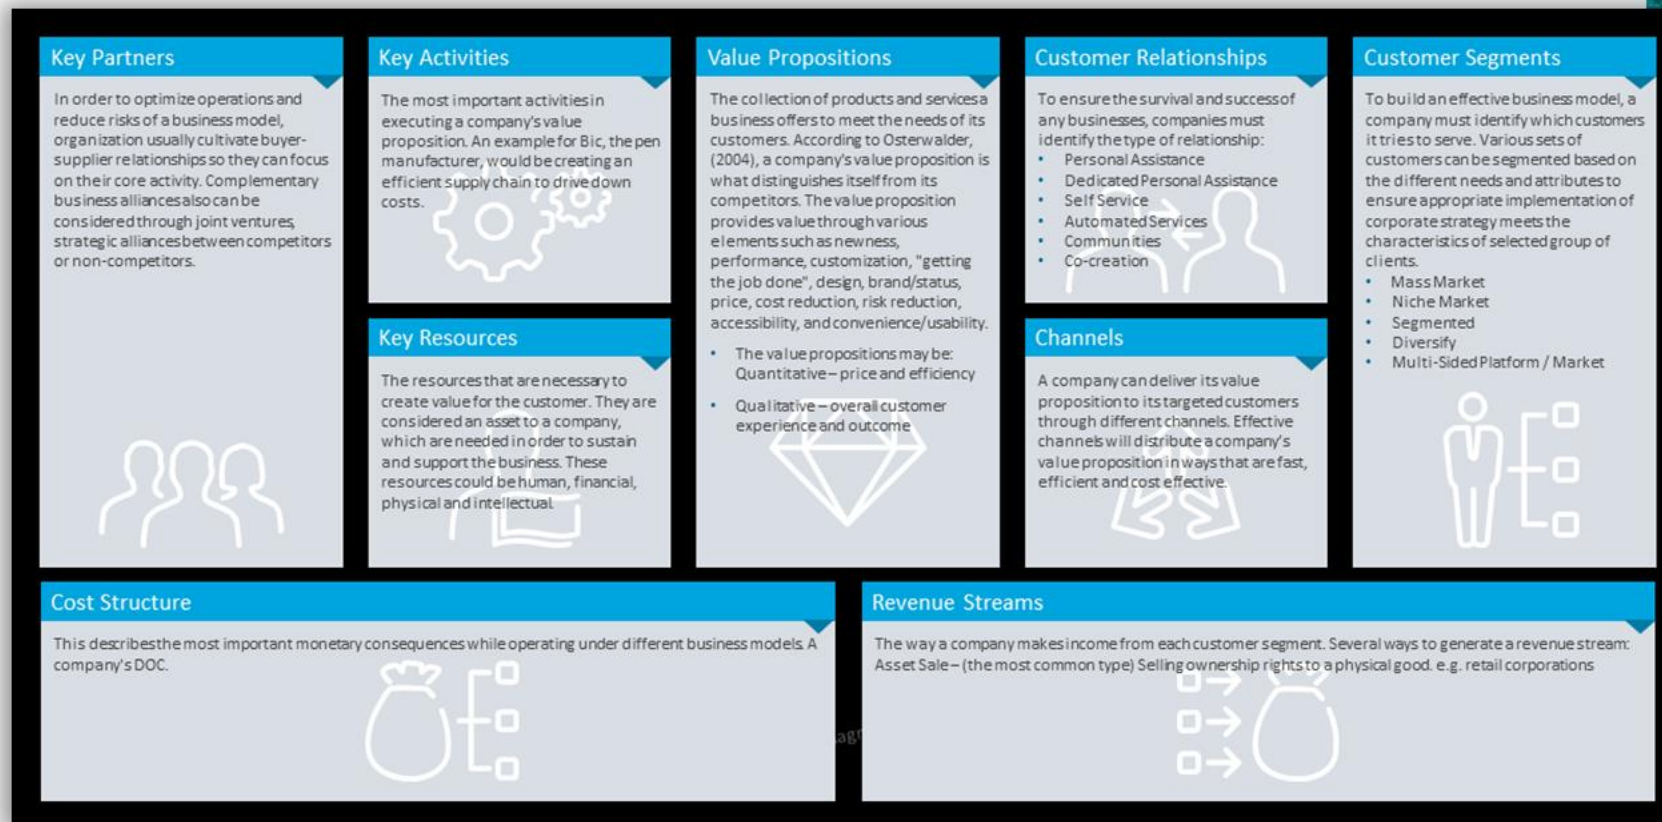 Key Partners
In order to optimize operations and
reduce risks of a business model,
organization usually cultivate buyer-
supplier relationships so they can focus
on their core activity. Complementary
business alliances also can be
considered through joint ventures,
strategic alliances between competitors
or non-competitors.
Key Activities
The most important activities in
executing a company's value
proposition. An example for Bic, the pen
manufacturer, would be creating an
efficient supply chain to drive down
costs.
Key Resources
The resources that are necessary to
create value for the customer. They are
considered an asset to a company,
which are needed in order to sustain
and support the business. These
resources could be human, financial,
physical and intellectual.
Value Propositions
The collection of products and services a
business offers to meet the needs of its
customers. According to Osterwalder,
(2004), a company's value proposition is
what distinguishes itself from its
competitors. The value proposition
provides value through various
elements such as newness,
performance, customization, "getting
the job done", design, brand/status,
price, cost reduction, risk reduction,
accessibility, and convenience/usability.
• The value propositions may be:
Quantitative – price and efficiency
• Qualitative – overall customer
experience and outcome
Customer Relationships
To ensure the survival and success of
any businesses, companies must
identify the type of relationship:
• Personal Assistance
• Dedicated Personal Assistance
• Self Service
• Automated Services
• Communities
• Co-creation
Channels
A company can deliver its value
proposition to its targeted customers
through different channels. Effective
channels will distribute a company's
value proposition in ways that are fast,
efficient and cost effective.
Customer Segments
To build an effective business model, a
company must identify which customers
it tries to serve. Various sets of
customers can be segmented based on
the different needs and attributes to
ensure appropriate implementation of
corporate strategy meets the
characteristics of selected group of
clients.
• Mass Market
• Niche Market
• Segmented
• Diversify
• Multi-Sided Platform / Market
Cost Structure
This describes the most important monetary consequences while operating under different business models. A
company's DOC.
Revenue Streams
The way a company makes income from each customer segment. Several ways to generate a revenue stream:
Asset Sale – (the most common type) Selling ownership rights to a physical good. e.g. retail corporations